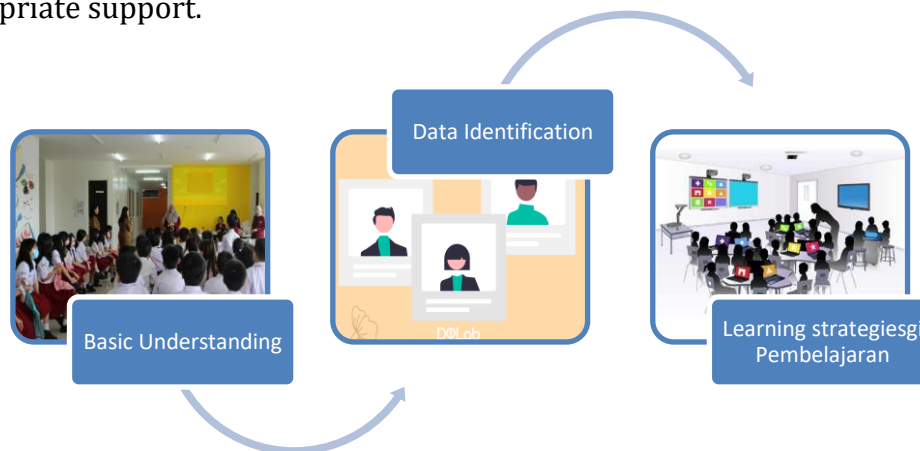 priate support.
Data Identification
DQLab
Basic Understanding
Learning strategiesgi
Pembelajaran